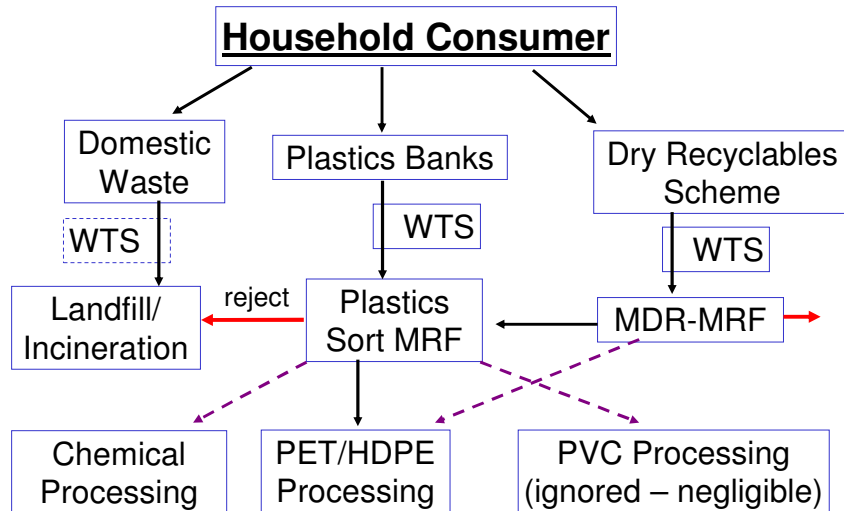 Household Consumer
Domestic
Waste
Plastics Banks
Dry Recyclables
Scheme
WTS
WTS
WTS
Landfill/
Incineration
reject
Plastics
Sort MRF
MDR-MRF
Chemical
Processing
PET/HDPE
Processing
PVC Processing
(ignored – negligible)